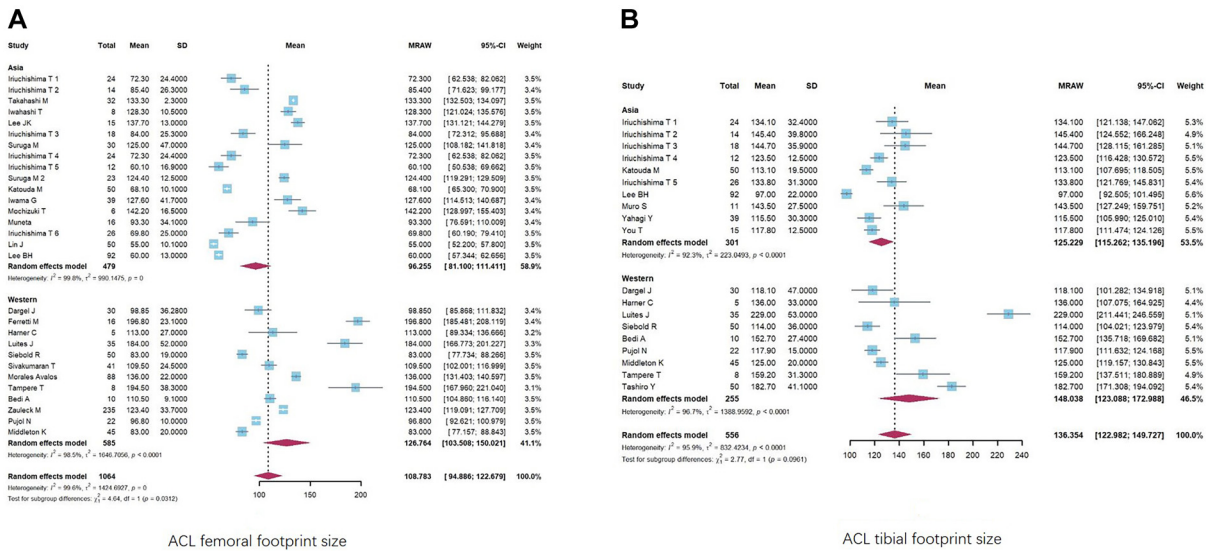 A
Study Total Mean SD Mean MRAW 95%-CI Weight
Asia
Iriuchishima T 1 24 72.30 24.4000 72.300 [ 62.538; 82.062] 3.5%
Iriuchishima T 2 14 85.40 26.3000 85.400 [ 71.623; 99.177] 3.4%
Takahashi M 32 133.30 2.3000 133.300 [132.503; 134.097] 3.5%
Iwahashi T 8 128.30 10.5000 128.300 [121.024; 135.576] 3.5%
Lee JK 15 137.70 13.0000 137.700 [131.121; 144.279] 3.5%
Iriuchishima T 3 18 84.00 25.3000 84.000 [ 72.312; 95.688] 3.4%
Suruga M 30 125.00 47.0000 125.000 [108.182; 141.818] 3.4%
Iriuchishima T 4 24 72.30 24.4000 72.300 [ 62.538; 82.062] 3.5%
Iriuchishima T 5 12 60.10 16.9000 60.100 [ 50.538; 69.662] 3.5%
Suruga M 2 23 124.40 12.5000 124.400 [119.291; 129.509] 3.5%
Katouda M 50 68.10 10.1000 68.100 [ 65.300; 70.900] 3.5%
Iwama G 39 127.60 41.7000 127.600 [114.513; 140.687] 3.4%
Mochizuki T 6 142.20 16.5000 142.200 [128.997; 155.403] 3.4%
Muneta 16 93.30 34.1000 93.300 [ 76.591; 110.009] 3.4%
Iriuchishima T 6 26 69.80 25.0000 69.800 [ 60.190; 79.410] 3.5%
Lin J 50 55.00 10.1000 55.000 [ 52.200; 57.800] 3.5%
Lee BH 92 60.00 13.0000 60.000 [ 57.344; 62.656] 3.5%
Random effects model 479 96.255 [ 81.100; 111.411] 58.9%
Heterogeneity: I² = 99.8%, τ² = 990.1475, p = 0
Western
Dargel J 30 98.85 36.2800 98.850 [ 85.868; 111.832] 3.4%
Ferretti M 16 196.80 23.1000 196.800 [185.481; 208.119] 3.4%
Harner C 5 113.00 27.0000 113.000 [ 89.334; 136.666] 3.2%
Luites J 35 184.00 52.0000 184.000 [166.773; 201.227] 3.4%
Siebold R 50 83.00 19.0000 83.000 [ 77.734; 88.266] 3.5%
Sivakumaran T 41 109.50 24.5000 109.500 [102.001; 116.999] 3.5%
Morales Avalos 88 136.00 22.0000 136.000 [131.403; 140.597] 3.5%
Tampere T 8 194.50 38.3000 194.500 [167.960; 221.040] 3.1%
Bedi A 10 110.50 9.1000 110.500 [104.860; 116.140] 3.5%
Zauleck M 235 123.40 33.7000 123.400 [119.091; 127.709] 3.5%
Pujol N 22 96.80 10.0000 96.800 [ 92.621; 100.979] 3.5%
Middleton K 45 83.00 20.0000 83.000 [ 77.157; 88.843] 3.5%
Random effects model 585 126.764 [103.508; 150.021] 41.1%
Heterogeneity: I² = 98.5%, τ² = 1646.7056, p < 0.0001
Random effects model 1064 108.783 [ 94.886; 122.679] 100.0%
Heterogeneity: I² = 99.6%, τ² = 1424.6927, p = 0
Test for subgroup differences: χ²₁ = 4.64, df = 1 (p = 0.0312)
100 150 200
ACL femoral footprint size
B
Study Total Mean SD Mean MRAW 95%-CI Weight
Asia
Iriuchishima T 1 24 134.10 32.4000 134.100 [121.138; 147.062] 5.3%
Iriuchishima T 2 14 145.40 39.8000 145.400 [124.552; 166.248] 4.9%
Iriuchishima T 3 18 144.70 35.9000 144.700 [128.115; 161.285] 5.1%
Iriuchishima T 4 12 123.50 12.5000 123.500 [116.428; 130.572] 5.5%
Katouda M 50 113.10 19.5000 113.100 [107.695; 118.505] 5.5%
Iriuchishima T 5 26 133.80 31.3000 133.800 [121.769; 145.831] 5.3%
Lee BH 92 97.00 22.0000 97.000 [ 92.505; 101.495] 5.6%
Muro S 11 143.50 27.5000 143.500 [127.249; 159.751] 5.1%
Yahagi Y 39 115.50 30.3000 115.500 [105.990; 125.010] 5.4%
You T 15 117.80 12.5000 117.800 [111.474; 124.126] 5.5%
Random effects model 301 125.229 [115.262; 135.196] 53.5%
Heterogeneity: I² = 92.3%, τ² = 223.0493, p < 0.0001
Western
Dargel J 30 118.10 47.0000 118.100 [101.282; 134.918] 5.1%
Harner C 5 136.00 33.0000 136.000 [107.075; 164.925] 4.4%
Luites J 35 229.00 53.0000 229.000 [211.441; 246.559] 5.1%
Siebold R 50 114.00 36.0000 114.000 [104.021; 123.979] 5.4%
Bedi A 10 152.70 27.4000 152.700 [135.718; 169.682] 5.1%
Pujol N 22 117.90 15.0000 117.900 [111.632; 124.168] 5.5%
Middleton K 45 125.00 20.0000 125.000 [119.157; 130.843] 5.5%
Tampere T 8 159.20 31.3000 159.200 [137.511; 180.889] 4.8%
Tashiro Y 50 182.70 41.1000 182.700 [171.308; 194.092] 5.4%
Random effects model 255 148.038 [123.088; 172.988] 46.5%
Heterogeneity: I² = 96.7%, τ² = 1388.9592, p < 0.0001
Random effects model 556 136.354 [122.982; 149.727] 100.0%
Heterogeneity: I² = 95.9%, τ² = 832.4234, p < 0.0001
Test for subgroup differences: χ²₁ = 2.77, df = 1 (p = 0.0961)
100 120 140 160 180 200 220 240
ACL tibial footprint size